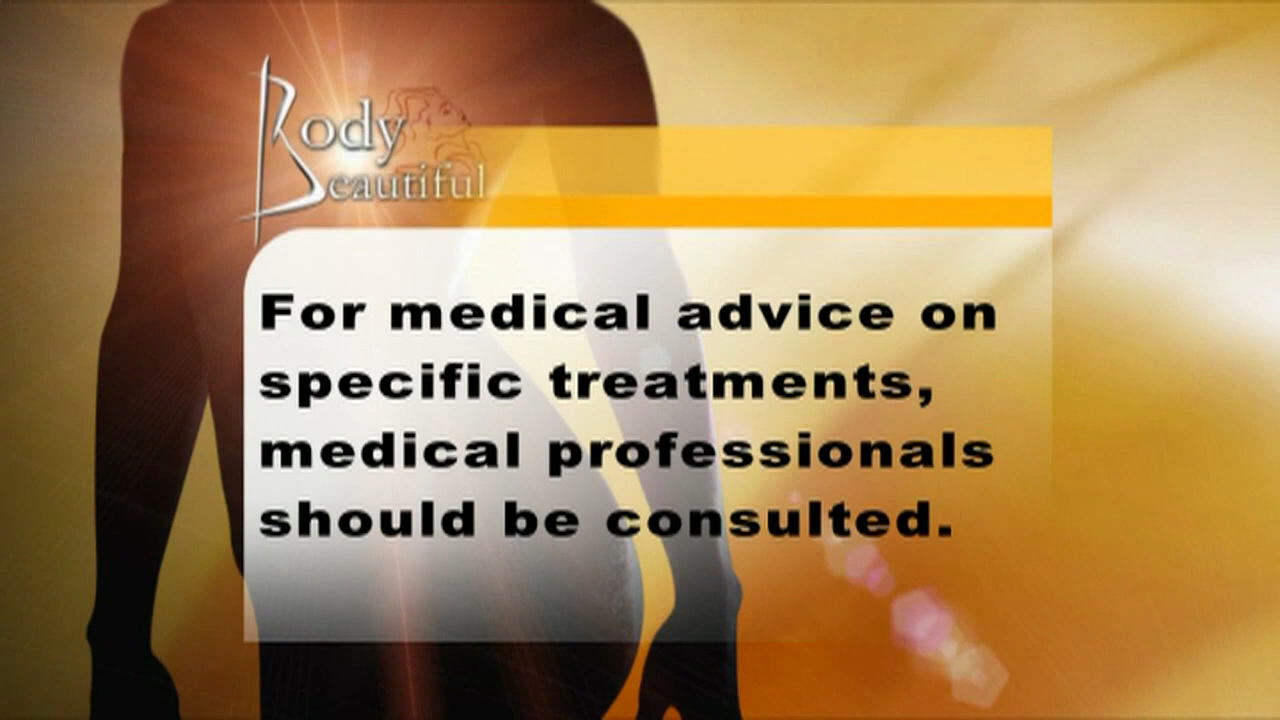 Body
Beautiful
For medical advice on
specific treatments,
medical professionals
should be consulted.